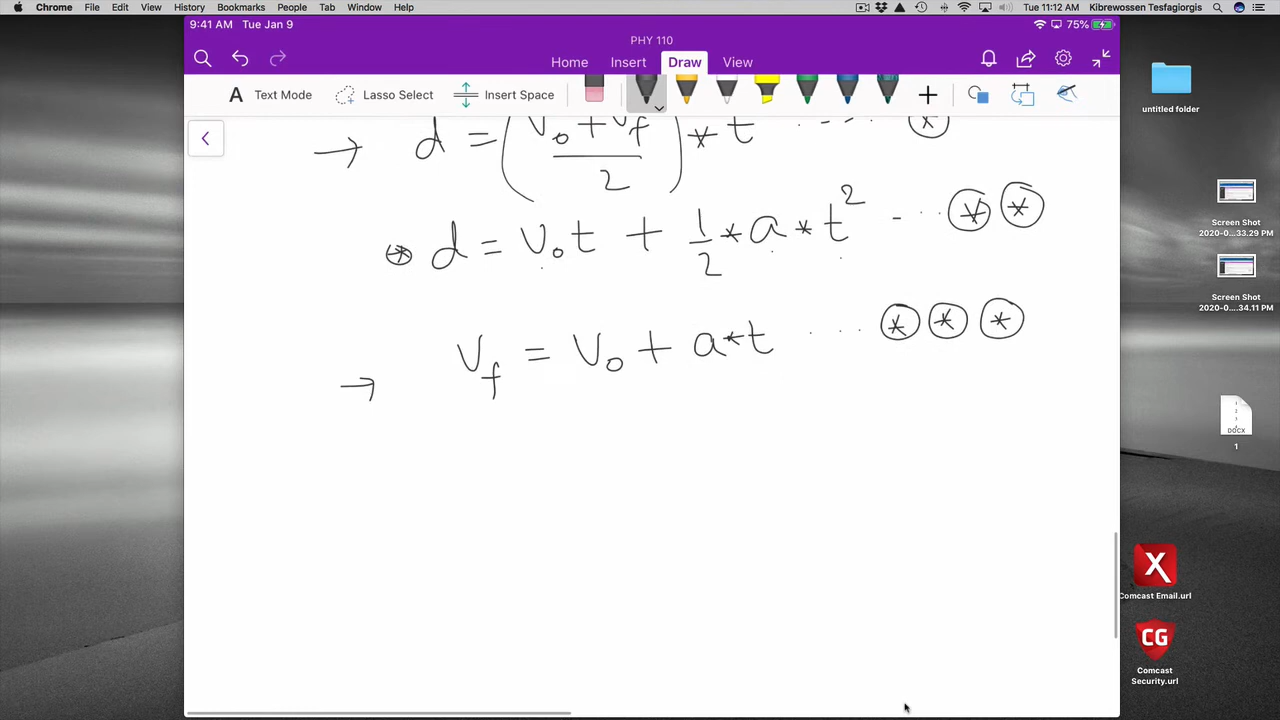 Chrome File Edit View History Bookmarks People Tab Window Help Tue 11:12 AM Kibrewossen Tesfagiorgis
9:41 AM Tue Jan 9 75%
PHY 110
Home Insert Draw View
A Text Mode Lasso Select Insert Space
untitled folder
→ d = (v₀ + v_f / 2) * t . - - . . ⊛
⊛ d = v₀t + 1/2 * a * t² - . . ⊛ ⊛
→ v_f = v₀ + a*t . . . ⊛ ⊛ ⊛
Screen Shot
2020-0....33.29 PM
Screen Shot
2020-0....34.11 PM
DOCX
1
X
Comcast Email.url
CG
Comcast
Security.url